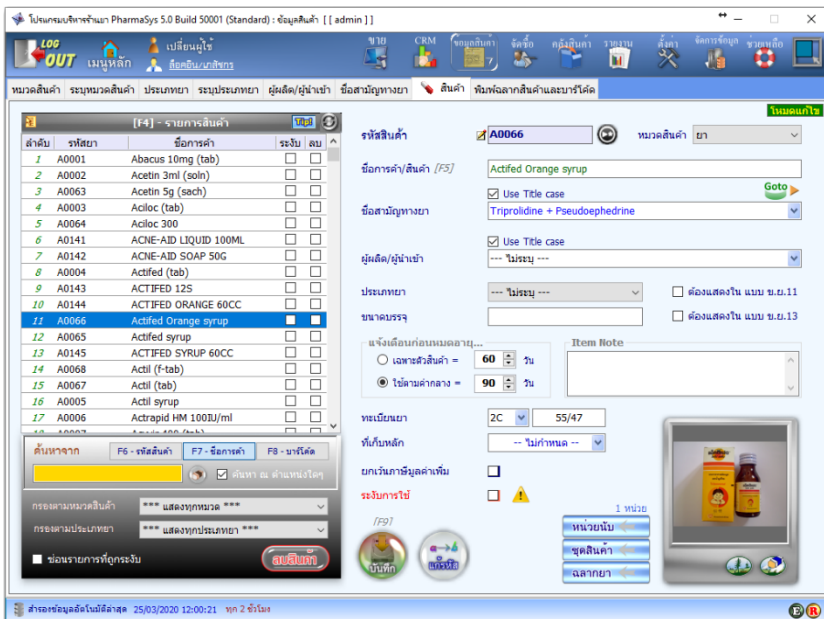 โปรแกรมบริหารร้านยา PharmaSys 5.0 Build 50001 (Standard) : ข้อมูลสินค้า [ [ admin ] ]
LOG OUT
เมนูหลัก
เปลี่ยนผู้ใช้
ล็อคอิน/เภสัชกร
ขาย CRM ข้อมูลสินค้า จัดซื้อ คลังสินค้า รายงาน ตั้งค่า จัดการข้อมูล ช่วยเหลือ
หมวดสินค้า ระบุหมวดสินค้า ประเภทยา ระบุประเภทยา ผู้ผลิต/ผู้นำเข้า ชื่อสามัญทางยา สินค้า พิมพ์ฉลากสินค้าและบาร์โค้ด
โหมดแก้ไข
[F4] - รายการสินค้า
ลำดับ รหัสยา ชื่อการค้า ระงับ ลบ
1 A0001 Abacus 10mg (tab)
2 A0002 Acetin 3ml (soln)
3 A0063 Acetin 5g (sach)
4 A0003 Aciloc (tab)
5 A0064 Aciloc 300
6 A0141 ACNE-AID LIQUID 100ML
7 A0142 ACNE-AID SOAP 50G
8 A0004 Actifed (tab)
9 A0143 ACTIFED 12S
10 A0144 ACTIFED ORANGE 60CC
11 A0066 Actifed Orange syrup
12 A0065 Actifed syrup
13 A0145 ACTIFED SYRUP 60CC
14 A0068 Actil (f-tab)
15 A0067 Actil (tab)
16 A0005 Actil syrup
17 A0006 Actrapid HM 100IU/ml
ค้นหาจาก F6 - รหัสสินค้า F7 - ชื่อการค้า F8 - บาร์โค้ด
ค้นหา ณ ตำแหน่งใดๆ
กรองตามหมวดสินค้า *** แสดงทุกหมวด ***
กรองตามประเภทยา *** แสดงทุกประเภทยา ***
ซ่อนรายการที่ถูกระงับ
ลบสินค้า
รหัสสินค้า A0066 หมวดสินค้า ยา
ชื่อการค้า/สินค้า [F5] Actifed Orange syrup
Use Title case
Goto
ชื่อสามัญทางยา Triprolidine + Pseudoephedrine
Use Title case
ผู้ผลิต/ผู้นำเข้า --- ไม่ระบุ ---
ประเภทยา --- ไม่ระบุ --- ต้องแสดงใน แบบ ข.ย.11
ขนาดบรรจุ ต้องแสดงใน แบบ ข.ย.13
แจ้งเตือนก่อนหมดอายุ... Item Note
เฉพาะตัวสินค้า = 60 วัน
ใช้ตามค่ากลาง = 90 วัน
ทะเบียนยา 2C 55/47
ที่เก็บหลัก -- ไม่กำหนด --
ยกเว้นภาษีมูลค่าเพิ่ม
ระงับการใช้
[F9]
บันทึก
a→b
แก้รหัส
1 หน่วย
หน่วยนับ
ชุดสินค้า
ฉลากยา
สำรองข้อมูลอัตโนมัติล่าสุด 25/03/2020 12:00:21 ทุก 2 ชั่วโมง
E R